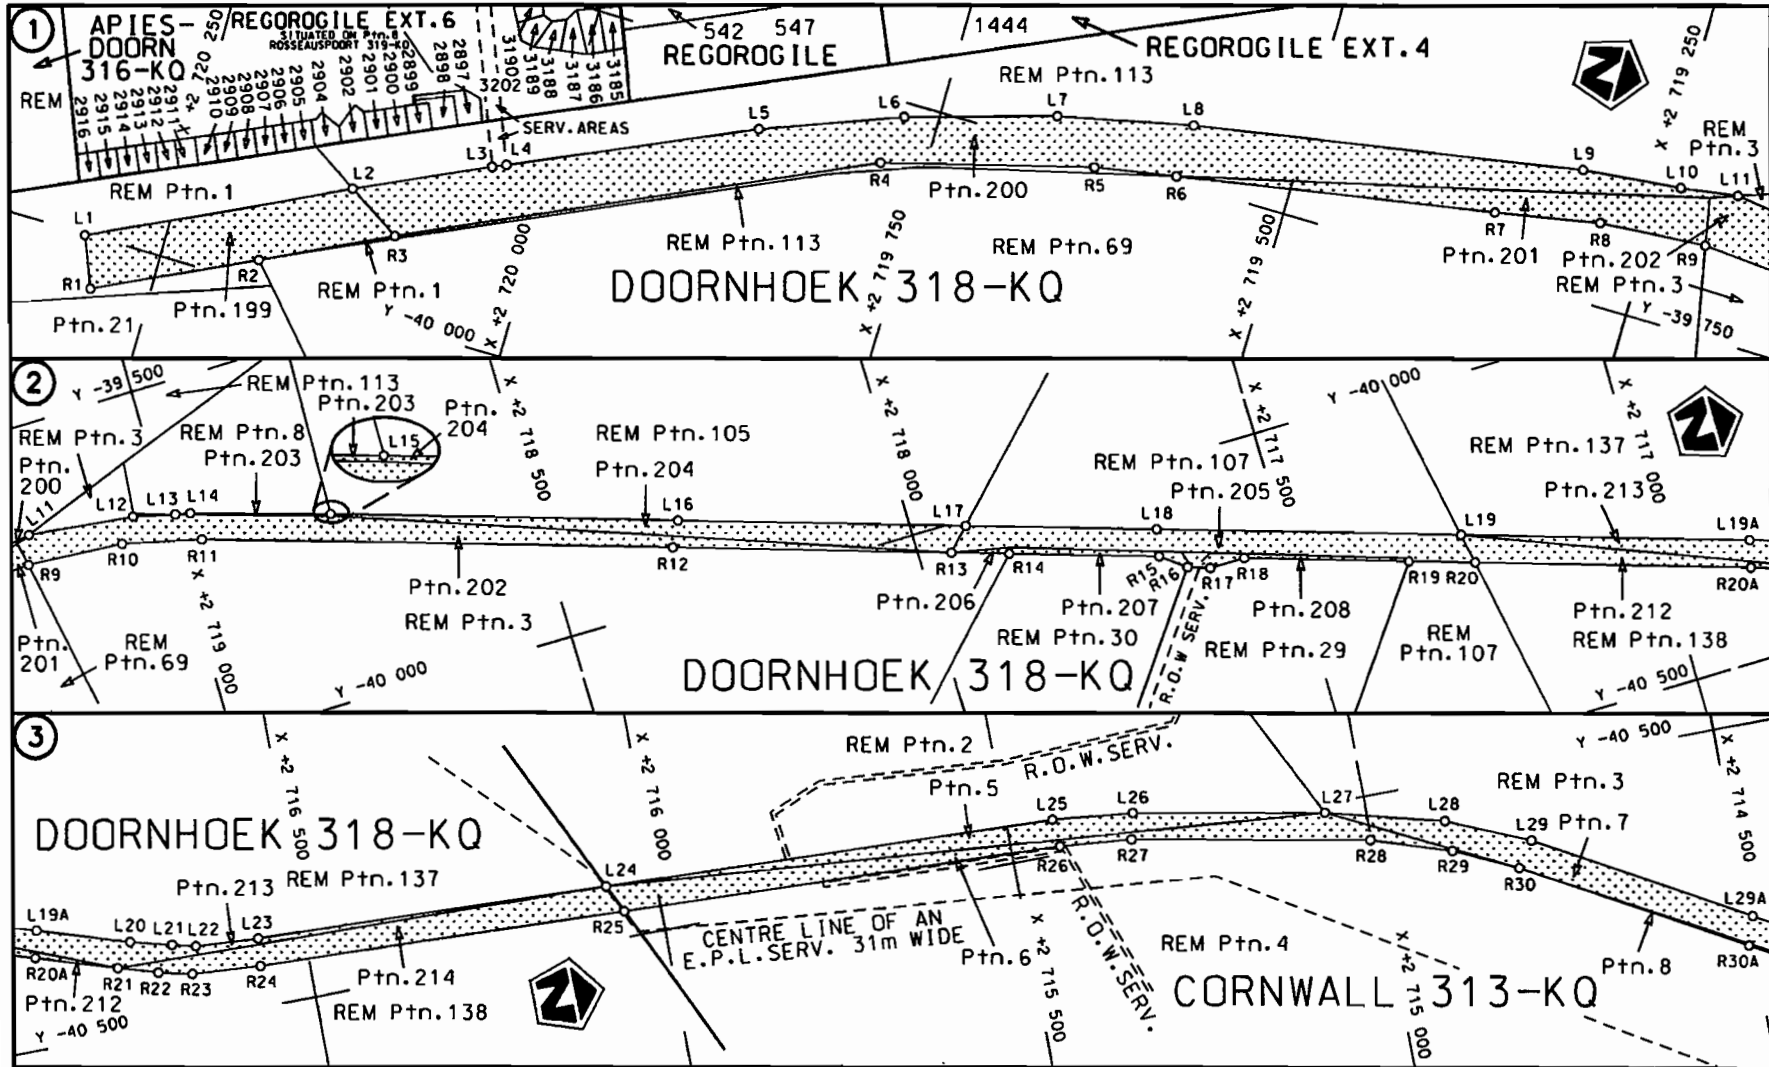 1
APIES-
DOORN
316-KQ
REM
REGOROGILE EXT.6
SITUATED ON Ptn.8
ROSSEAUSPOORT 319-KQ
X +2 720 250
2916
2915
2914
2913
2912
2911
2910
2909
2908
2907
2906
2905
2904
2902
2901
2900
2899
2898
2897
3202
3190
3189
3188
3187
3186
3185
SERV.AREAS
542 547
REGOROGILE
1444
REGOROGILE EXT.4
REM Ptn.113
X +2 719 250
REM
Ptn.3
REM Ptn.1
L1
L2
L3
L4
L5
L6
L7
L8
L9
L10
L11
R1
R2
R3
R4
R5
R6
R7
R8
R9
Ptn.200
Ptn.21
Ptn.199
REM Ptn.1
Y -40 000
X +2 720 000
REM Ptn.113
X +2 719 750
REM Ptn.69
X +2 719 500
Ptn.201
Ptn.202
REM Ptn.3
Y -39 750
DOORNHOEK 318-KQ
2
Y -39 500
REM Ptn.113
Ptn.203
L15
Ptn.
204
X +2 718 500
REM Ptn.3
REM Ptn.8
Ptn.203
Ptn.
200
REM Ptn.105
Ptn.204
X +2 718 000
REM Ptn.107
Ptn.205
X +2 717 500
Y -40 000
REM Ptn.137
Ptn.213
X +2 717 000
L11
L12
L13
L14
L16
L17
L18
L19
L19A
R9
R10
R11
R12
R13
R14
R15
R16
R17
R18
R19
R20
R20A
Ptn.
201
REM
Ptn.69
X +2 719 000
Ptn.202
REM Ptn.3
Y -40 000
Ptn.206
Ptn.207
REM Ptn.30
R.O.W SERV.
Ptn.208
REM Ptn.29
REM
Ptn.107
Ptn.212
REM Ptn.138
Y -40 500
DOORNHOEK 318-KQ
3
X +2 716 500
X +2 716 000
REM Ptn.2
R.O.W.SERV.
Ptn.5
Y -40 500
X +2 714 500
REM Ptn.3
Ptn.7
DOORNHOEK 318-KQ
Ptn.213
REM Ptn.137
L19A
L20
L21
L22
L23
L24
L25
L26
L27
L28
L29
L29A
R20A
R21
R22
R23
R24
R25
R26
R27
R28
R29
R30
R30A
Ptn.212
Y -40 500
Ptn.214
REM Ptn.138
CENTRE LINE OF AN
E.P.L.SERV. 31m WIDE
Ptn.6
X +2 715 500
R.O.W.SERV.
REM Ptn.4
X +2 715 000
Ptn.8
CORNWALL 313-KQ